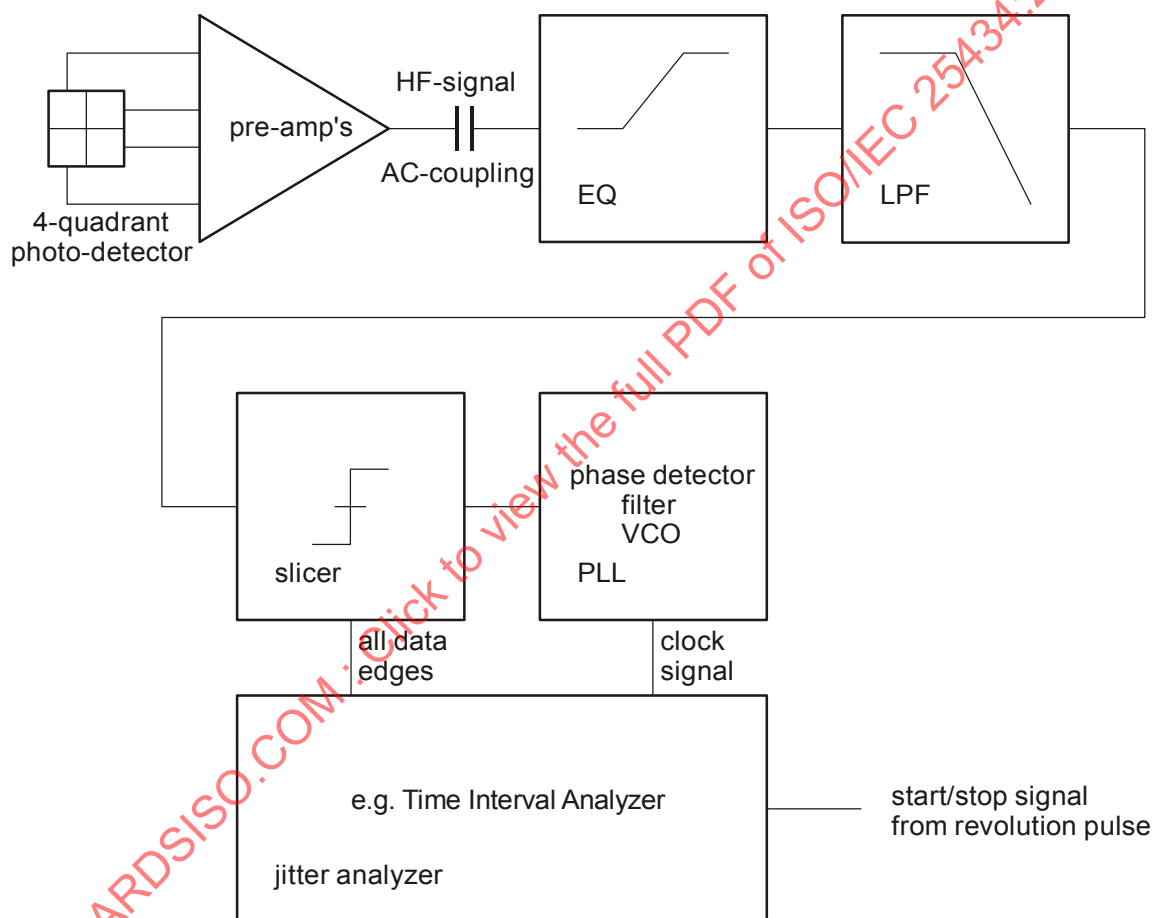 HF-signal
pre-amp's
AC-coupling
4-quadrant
photo-detector
EQ
LPF
slicer
phase detector
filter
VCO
PLL
all data
edges
clock
signal
e.g. Time Interval Analyzer
jitter analyzer
start/stop signal
from revolution pulse
ARDSISO.COM : Click to view the full PDF of ISO/IEC 25434:2